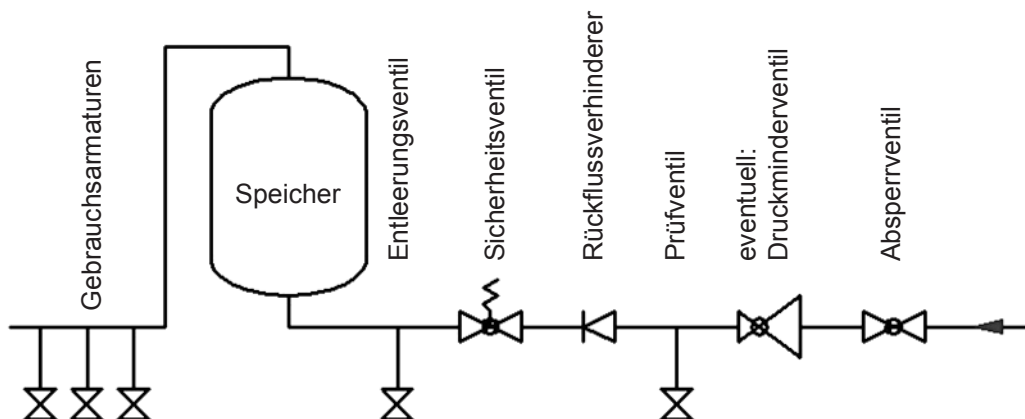 Gebrauchsarmaturen
Speicher
Entleerungsventil
Sicherheitsventil
Rückflussverhinderer
Prüfventil
eventuell:
Druckminderventil
Absperrventil